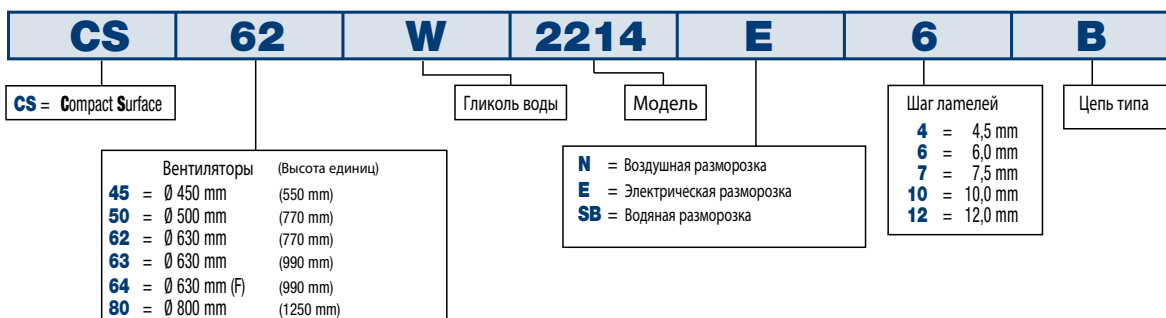 CS 62 W 2214 E 6 B
CS = Compact Surface
Вентиляторы (Высота единиц)
45 = Ø 450 mm (550 mm)
50 = Ø 500 mm (770 mm)
62 = Ø 630 mm (770 mm)
63 = Ø 630 mm (990 mm)
64 = Ø 630 mm (F) (990 mm)
80 = Ø 800 mm (1250 mm)
Гликоль воды
Модель
N = Воздушная разморозка
E = Электрическая разморозка
SB = Водяная разморозка
Шаг ламелей
4 = 4,5 mm
6 = 6,0 mm
7 = 7,5 mm
10 = 10,0 mm
12 = 12,0 mm
Цепь типа